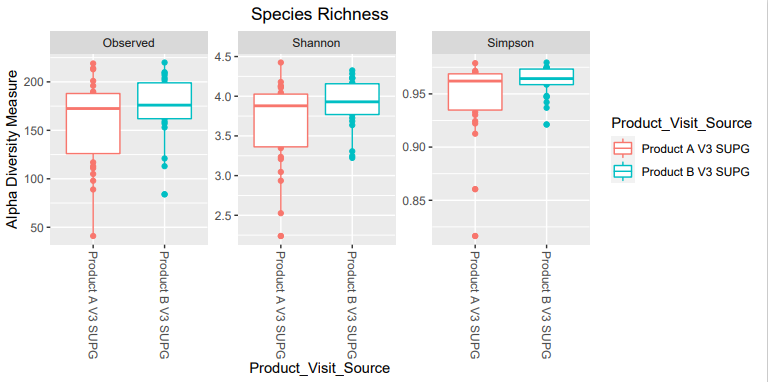 Species Richness
Observed
Shannon
Simpson
Alpha Diversity Measure
200
150
100
50
4.5
4.0
3.5
3.0
2.5
0.95
0.90
0.85
Product A V3 SUPG
Product B V3 SUPG
Product A V3 SUPG
Product B V3 SUPG
Product A V3 SUPG
Product B V3 SUPG
Product_Visit_Source
Product_Visit_Source
Product A V3 SUPG
Product B V3 SUPG